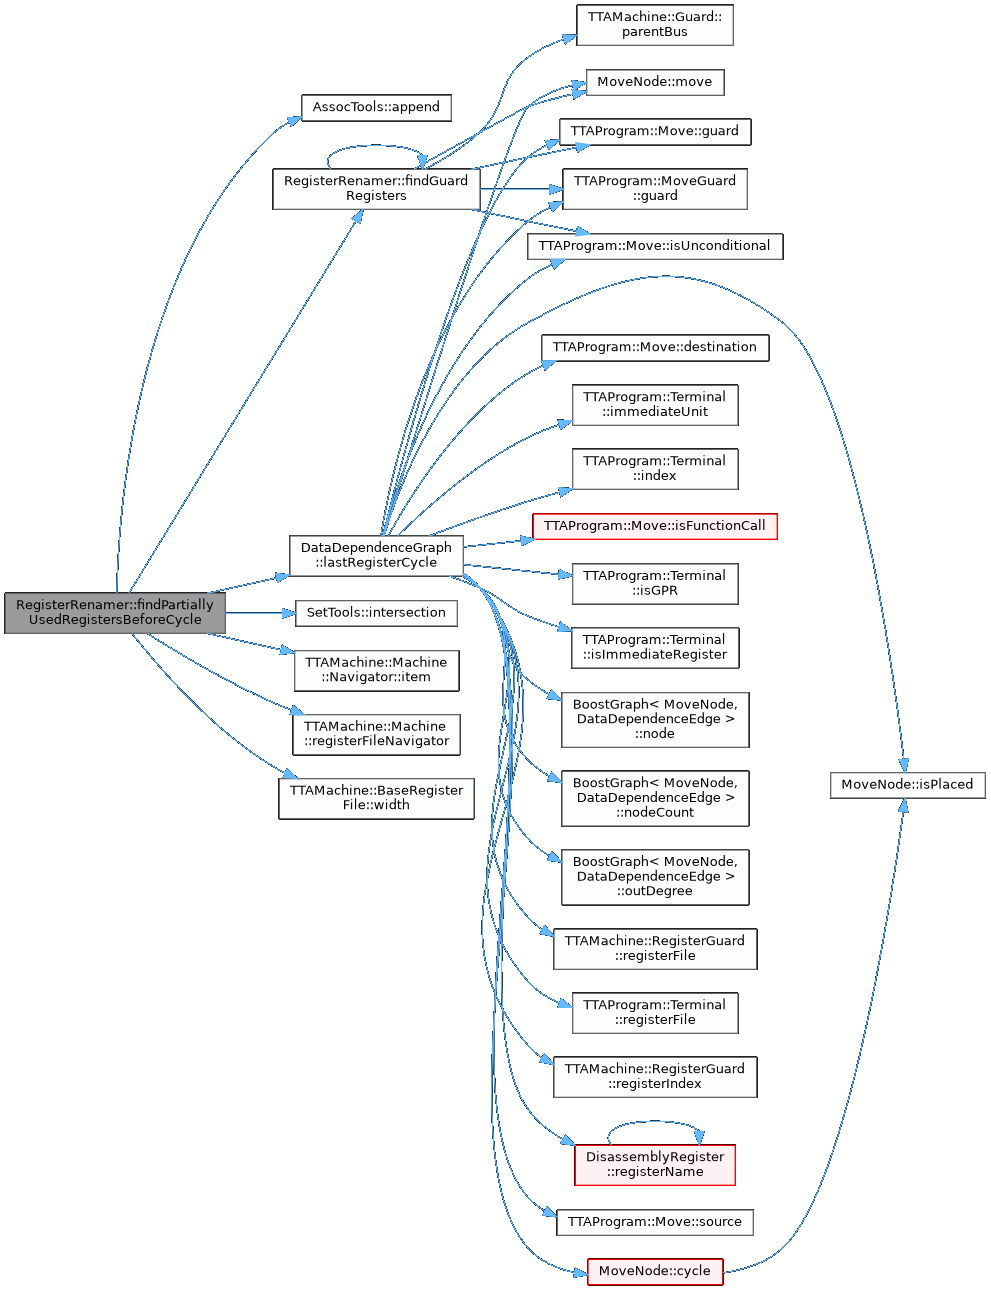 TTAMachine::Guard::
parentBus
MoveNode::move
AssocTools::append
TTAProgram::Move::guard
RegisterRenamer::findGuard
Registers
TTAProgram::MoveGuard
::guard
TTAProgram::Move::isUnconditional
TTAProgram::Move::destination
TTAProgram::Terminal
::immediateUnit
TTAProgram::Terminal
::index
TTAProgram::Move::isFunctionCall
DataDependenceGraph
::lastRegisterCycle
TTAProgram::Terminal
::isGPR
RegisterRenamer::findPartially
UsedRegistersBeforeCycle
SetTools::intersection
TTAProgram::Terminal
::isImmediateRegister
TTAMachine::Machine
::Navigator::item
BoostGraph< MoveNode,
DataDependenceEdge >
::node
TTAMachine::Machine
::registerFileNavigator
MoveNode::isPlaced
TTAMachine::BaseRegister
File::width
BoostGraph< MoveNode,
DataDependenceEdge >
::nodeCount
BoostGraph< MoveNode,
DataDependenceEdge >
::outDegree
TTAMachine::RegisterGuard
::registerFile
TTAProgram::Terminal
::registerFile
TTAMachine::RegisterGuard
::registerIndex
DisassemblyRegister
::registerName
TTAProgram::Move::source
MoveNode::cycle